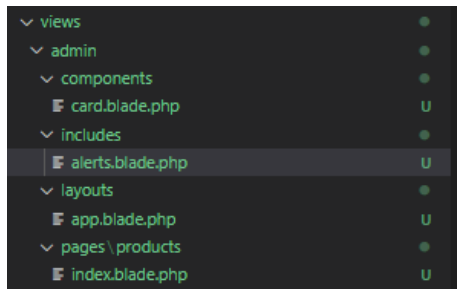 views
admin
components
card.blade.php U
includes
alerts.blade.php U
layouts
app.blade.php U
pages\products
index.blade.php U